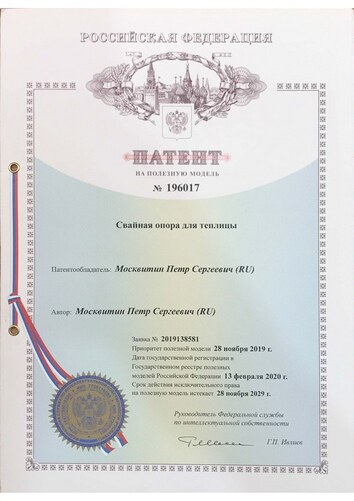 РОССИЙСКАЯ ФЕДЕРАЦИЯ
ПАТЕНТ
НА ПОЛЕЗНУЮ МОДЕЛЬ
№ 196017
Свайная опора для теплицы
Патентообладатель: Москвитин Петр Сергеевич (RU)
Автор: Москвитин Петр Сергеевич (RU)
Заявка № 2019138581
Приоритет полезной модели 28 ноября 2019 г.
Дата государственной регистрации в
Государственном реестре полезных
моделей Российской Федерации 13 февраля 2020 г.
Срок действия исключительного права
на полезную модель истекает 28 ноября 2029 г.
Руководитель Федеральной службы
по интеллектуальной собственности
Г.П. Ивлиев